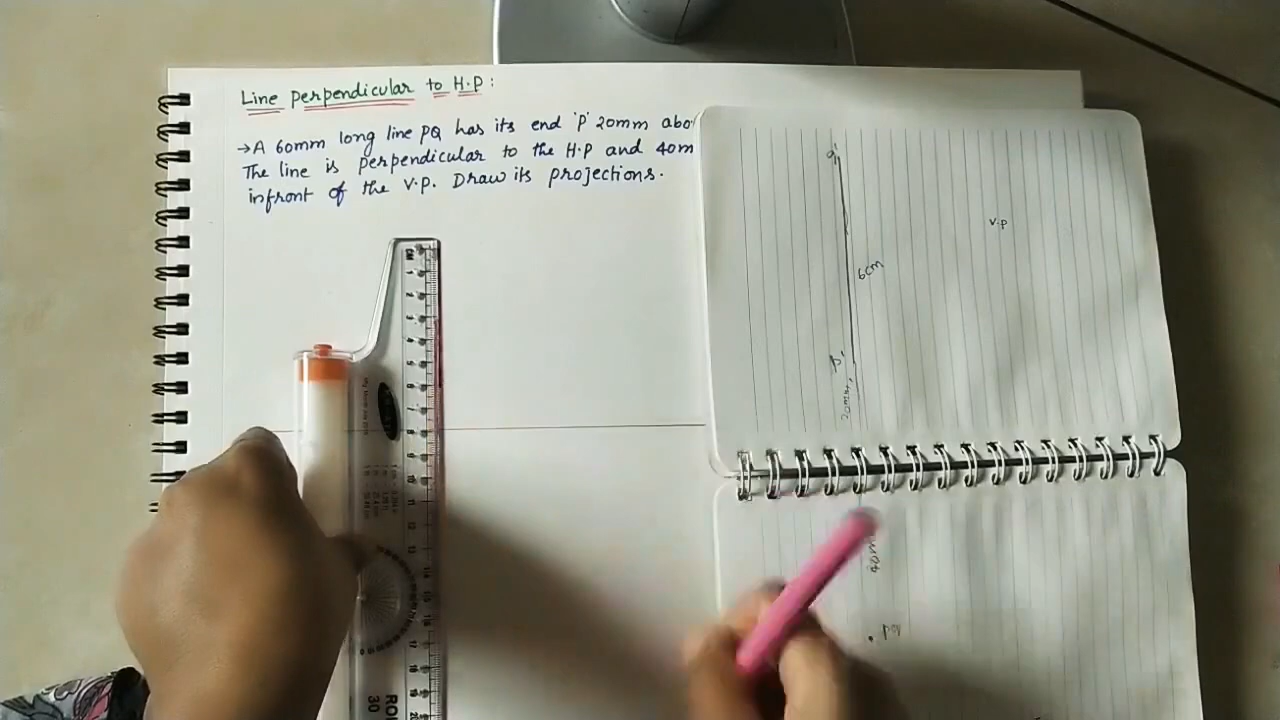 Line perpendicular to H.P :
→ A 60mm long line PQ has its end 'P' 20mm abo
The line is perpendicular to the H.P and 40m
infront of the V.P. Draw its projections.
V.P
6cm
q'
P'
20mm
40mm